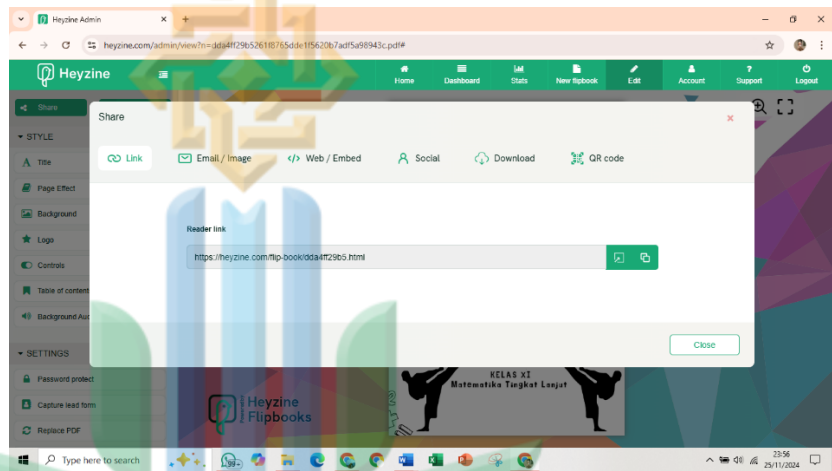 Heyzine Admin
heyzine.com/admin/view?n=dda4ff29b5261f8765dde1f5620b7adf5a98943c.pdf#
Heyzine
Home
Dashboard
Stats
New flipbook
Edit
Account
Support
Logout
Share
Share
STYLE
Title
Page Effect
Background
Logo
Controls
Table of content
Background Au
SETTINGS
Password protect
Capture lead form
Replace PDF
Link
Email / Image
</> Web / Embed
Social
Download
QR code
Reader link
https://heyzine.com/flip-book/dda4ff29b5.html
Close
KELAS XI
Matematika Tingkat Lanjut
Heyzine
Flipbooks
Type here to search
99+
23:56
25/11/2024